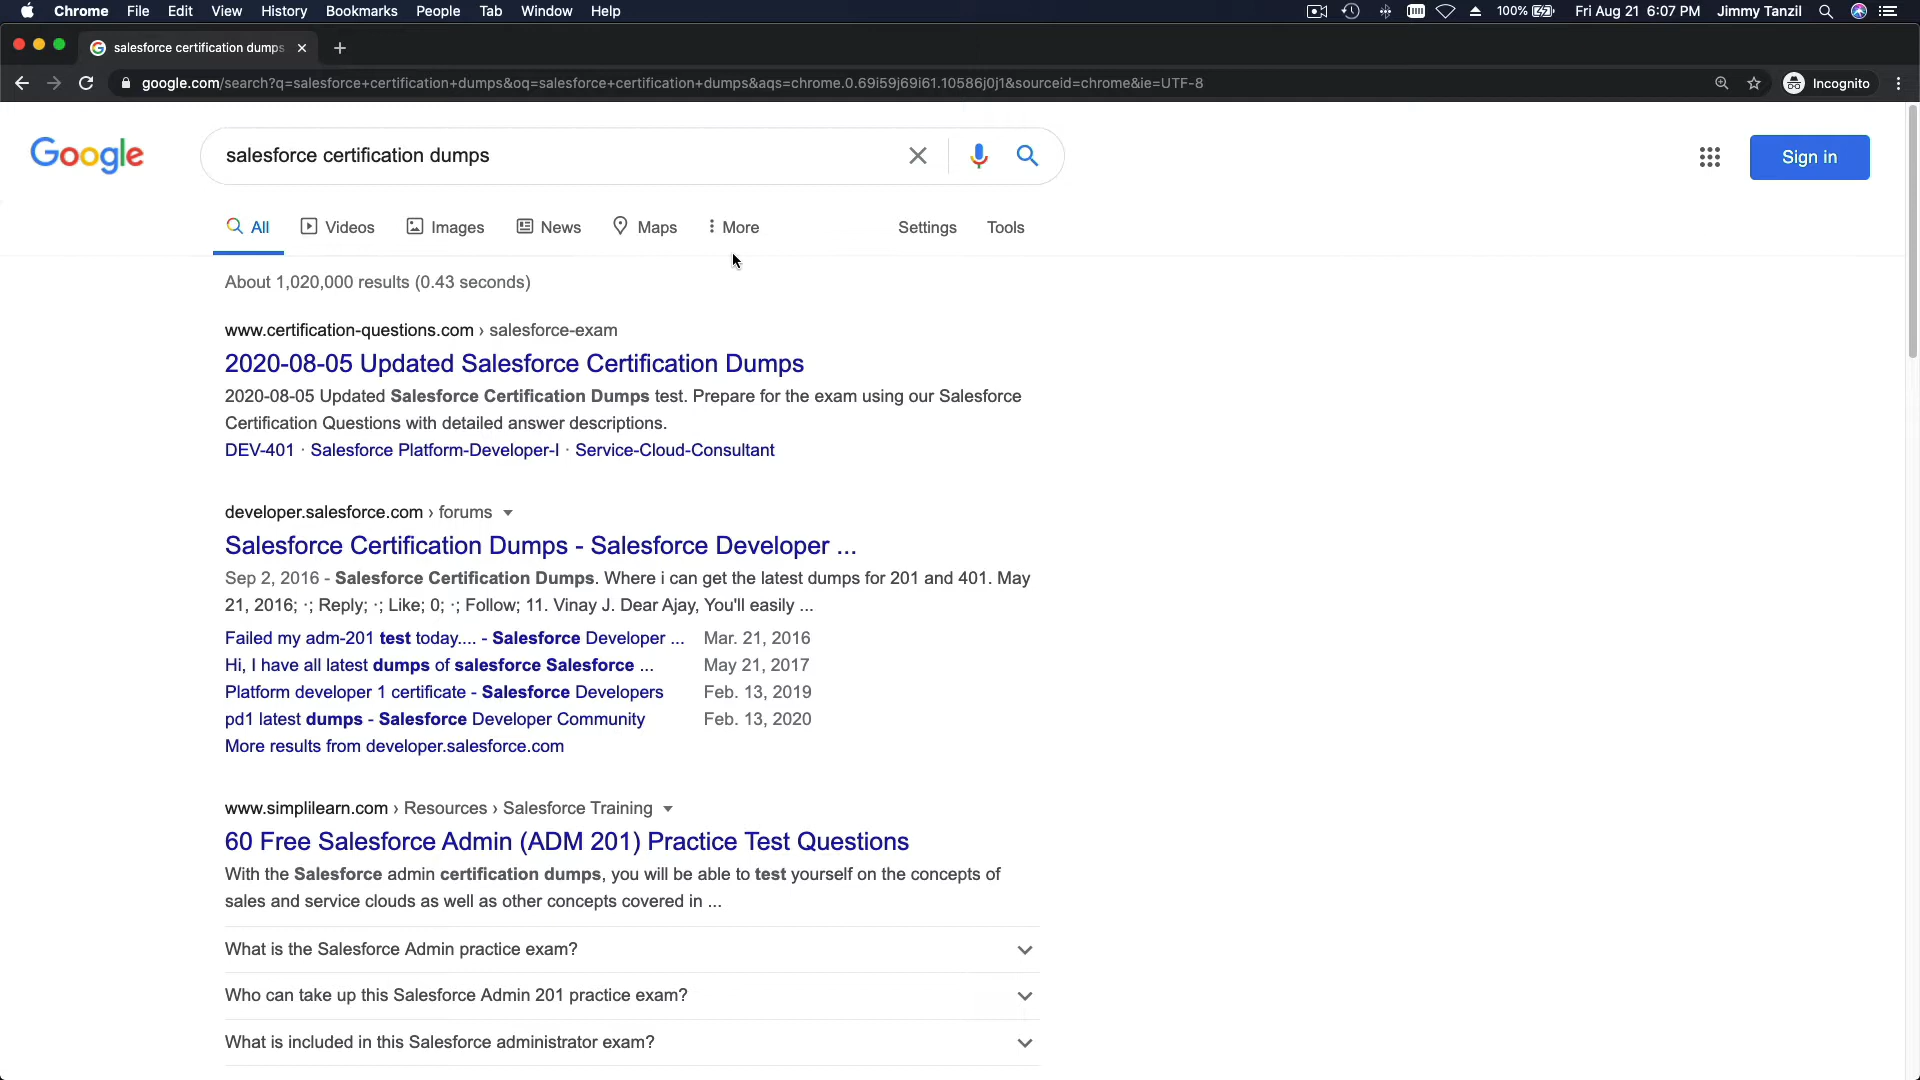 Chrome File Edit View History Bookmarks People Tab Window Help 100% Fri Aug 21 6:07 PM Jimmy Tanzil
salesforce certification dumps
google.com/search?q=salesforce+certification+dumps&oq=salesforce+certification+dumps&aqs=chrome.0.69i59j69i61.10586j0j1&sourceid=chrome&ie=UTF-8 Incognito
Google salesforce certification dumps Sign in
All Videos Images News Maps More Settings Tools
About 1,020,000 results (0.43 seconds)
www.certification-questions.com › salesforce-exam
2020-08-05 Updated Salesforce Certification Dumps
2020-08-05 Updated Salesforce Certification Dumps test. Prepare for the exam using our Salesforce
Certification Questions with detailed answer descriptions.
DEV-401 · Salesforce Platform-Developer-I · Service-Cloud-Consultant
developer.salesforce.com › forums
Salesforce Certification Dumps - Salesforce Developer ...
Sep 2, 2016 - Salesforce Certification Dumps. Where i can get the latest dumps for 201 and 401. May
21, 2016; ·; Reply; ·; Like; 0; ·; Follow; 11. Vinay J. Dear Ajay, You'll easily ...
Failed my adm-201 test today.... - Salesforce Developer ... Mar. 21, 2016
Hi, I have all latest dumps of salesforce Salesforce ... May 21, 2017
Platform developer 1 certificate - Salesforce Developers Feb. 13, 2019
pd1 latest dumps - Salesforce Developer Community Feb. 13, 2020
More results from developer.salesforce.com
www.simplilearn.com › Resources › Salesforce Training
60 Free Salesforce Admin (ADM 201) Practice Test Questions
With the Salesforce admin certification dumps, you will be able to test yourself on the concepts of
sales and service clouds as well as other concepts covered in ...
What is the Salesforce Admin practice exam?
Who can take up this Salesforce Admin 201 practice exam?
What is included in this Salesforce administrator exam?